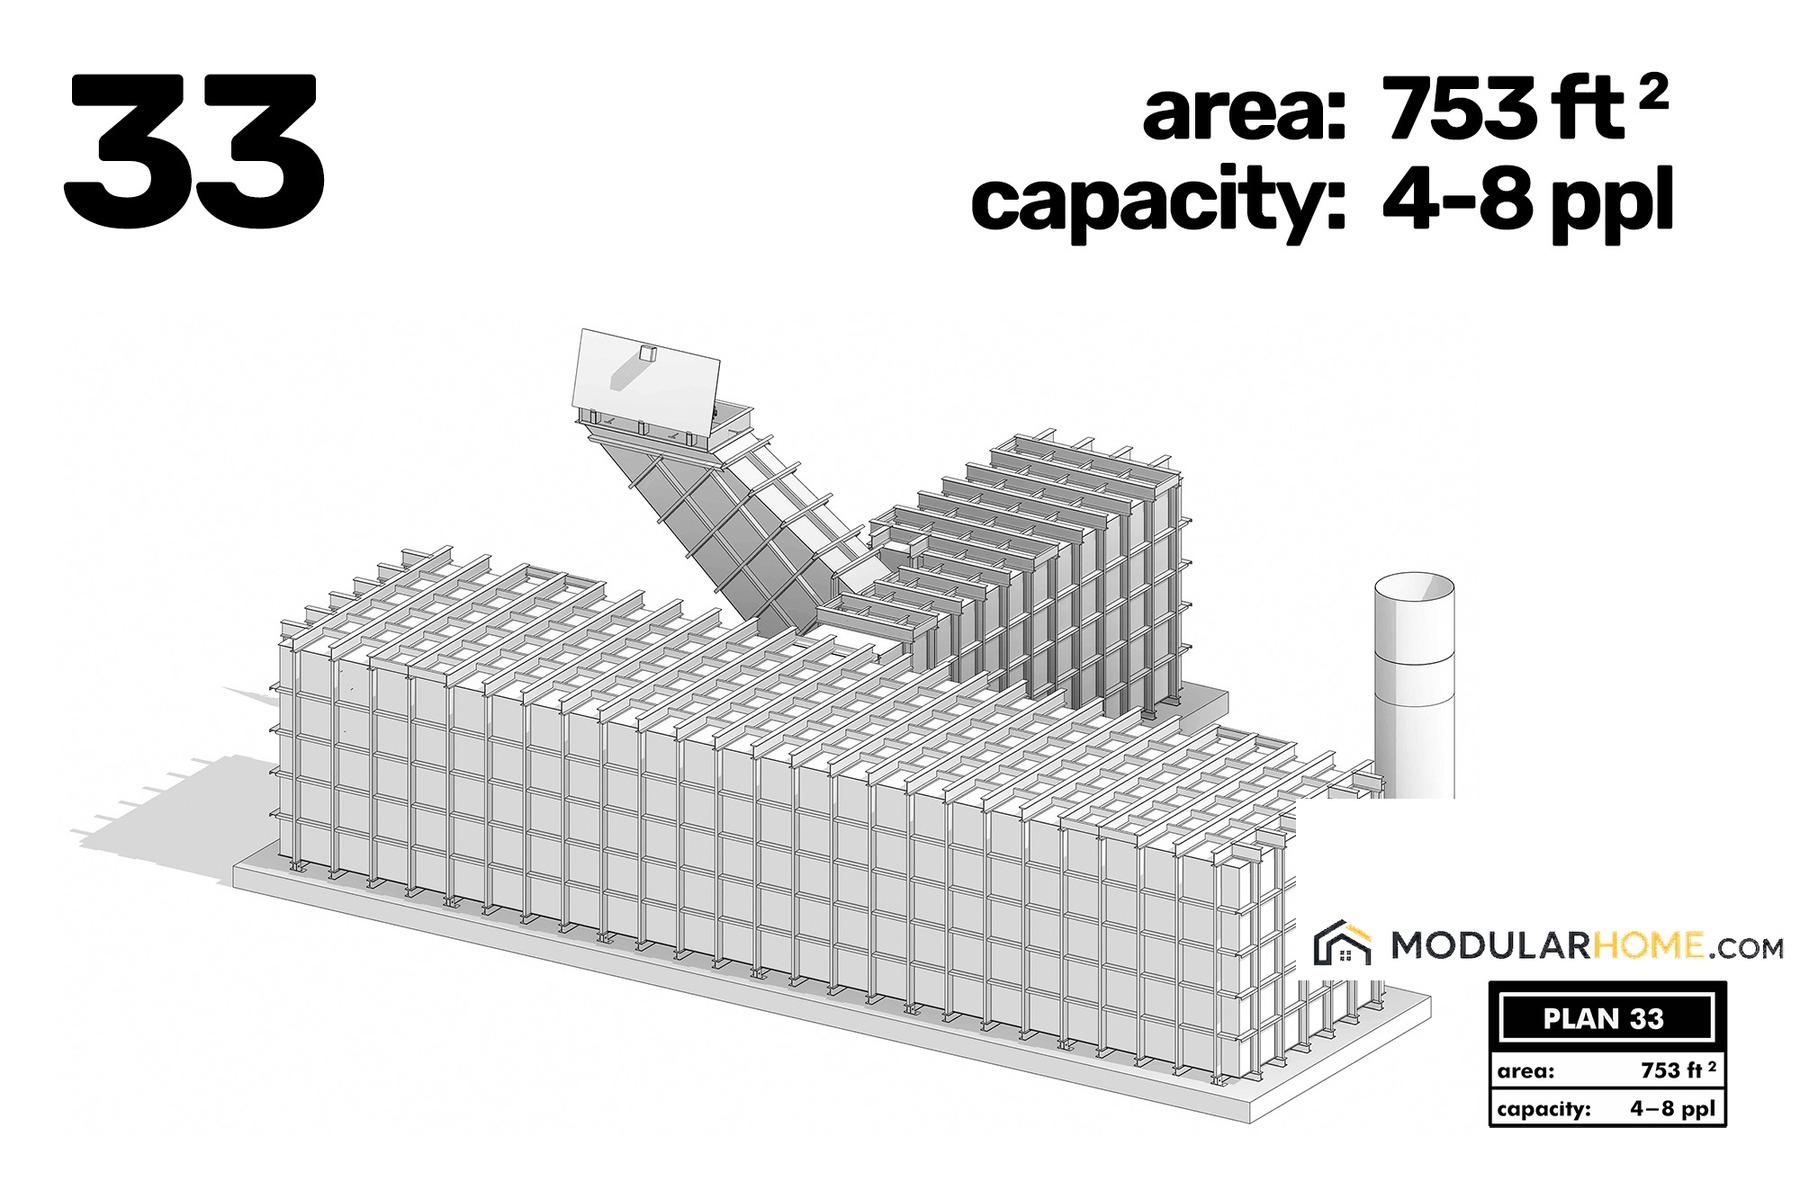 33
area: 753 ft²
capacity: 4-8 ppl
MODULARHOME.COM
PLAN 33
area: 753 ft²
capacity: 4–8 ppl